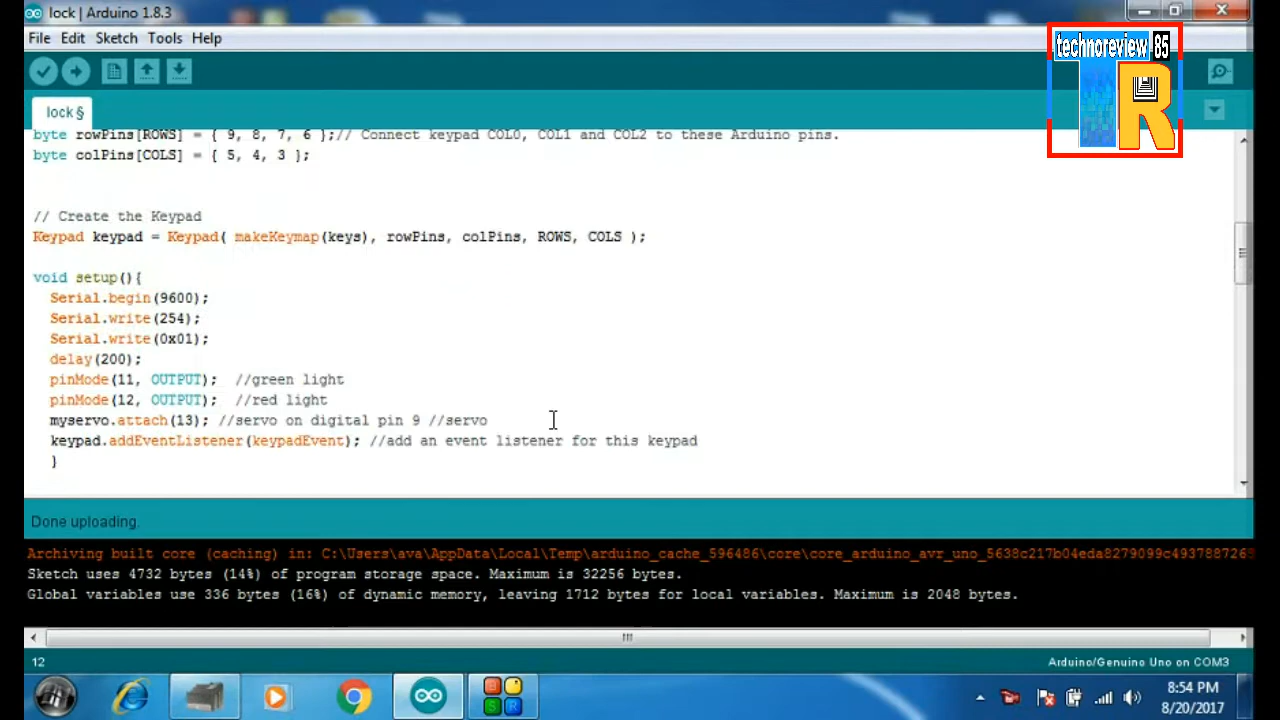 lock | Arduino 1.8.3
File Edit Sketch Tools Help
technoreview 85
TR
lock §
byte rowPins[ROWS] = { 9, 8, 7, 6 };// Connect keypad COL0, COL1 and COL2 to these Arduino pins.
byte colPins[COLS] = { 5, 4, 3 };
// Create the Keypad
Keypad keypad = Keypad( makeKeymap(keys), rowPins, colPins, ROWS, COLS );
void setup(){
Serial.begin(9600);
Serial.write(254);
Serial.write(0x01);
delay(200);
pinMode(11, OUTPUT);  //green light
pinMode(12, OUTPUT);  //red light
myservo.attach(13); //servo on digital pin 9 //servo
keypad.addEventListener(keypadEvent); //add an event listener for this keypad
}
Done uploading.
Archiving built core (caching) in: C:\Users\ava\AppData\Local\Temp\arduino_cache_596486\core\core_arduino_avr_uno_5638c217b04eda8279099c4937887269
Sketch uses 4732 bytes (14%) of program storage space. Maximum is 32256 bytes.
Global variables use 336 bytes (16%) of dynamic memory, leaving 1712 bytes for local variables. Maximum is 2048 bytes.
12
Arduino/Genuino Uno on COM3
8:54 PM
8/20/2017